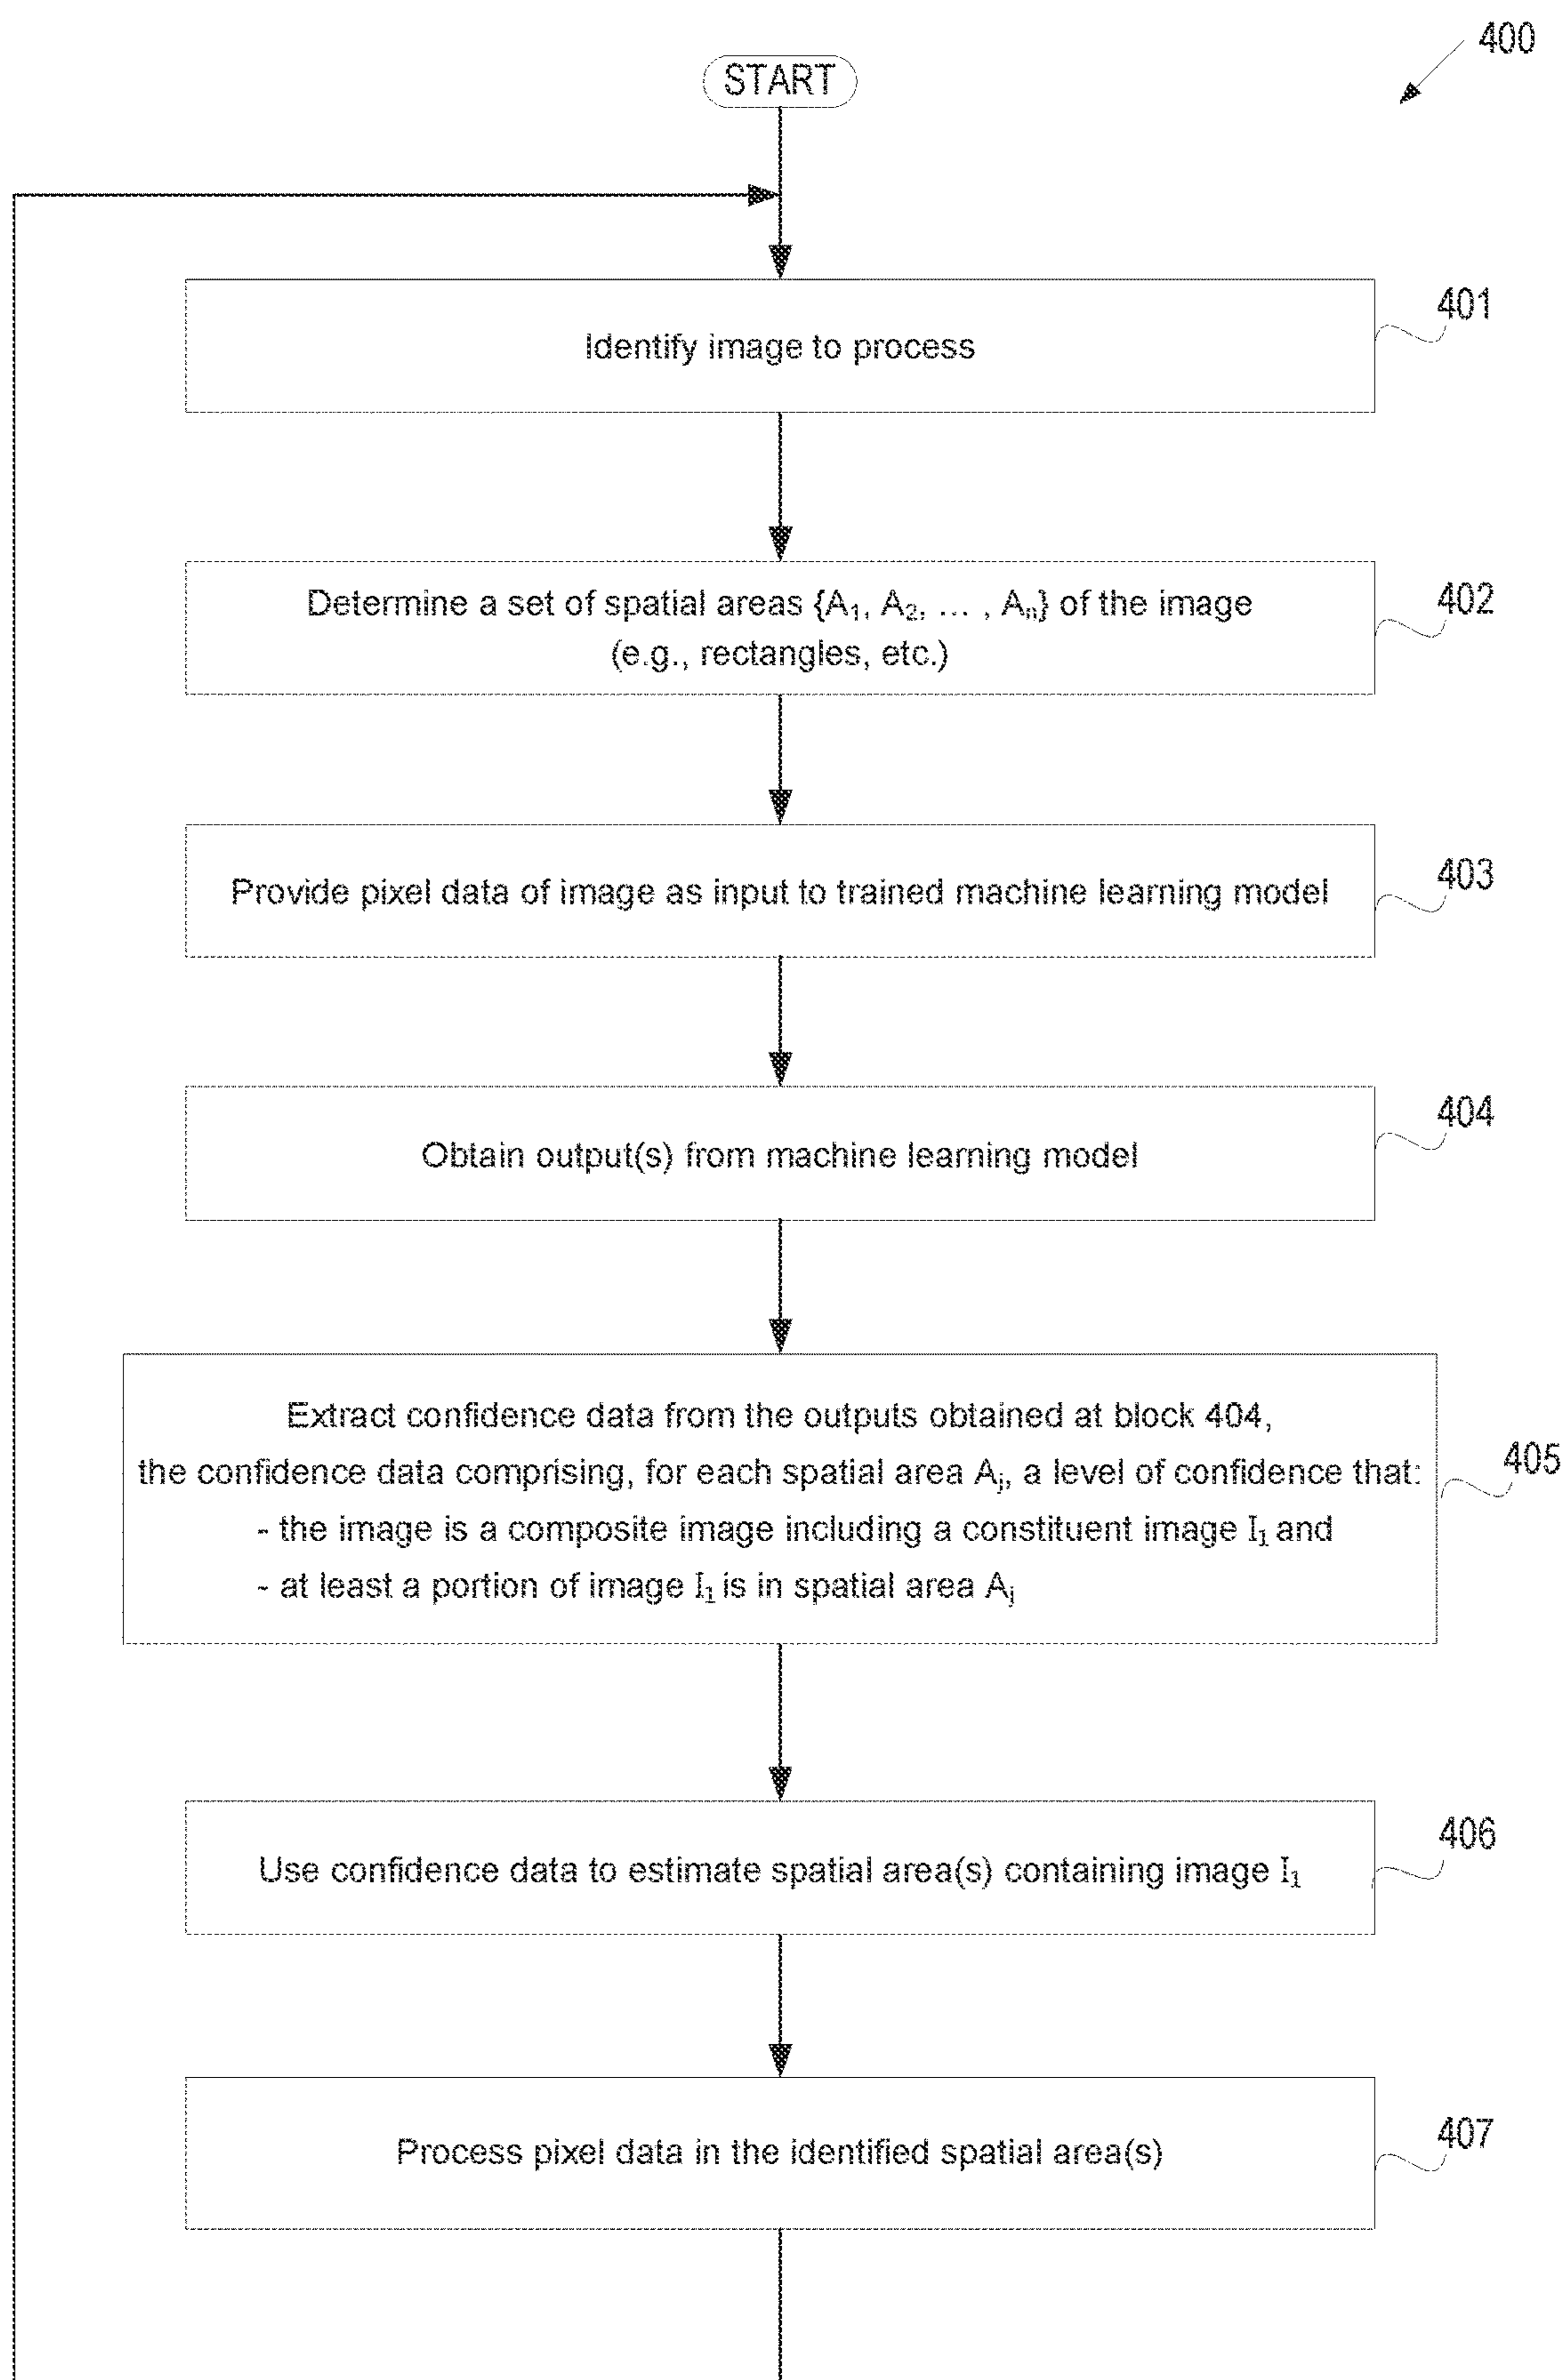 400
START
401
Identify image to process
402
Determine a set of spatial areas {A₁, A₂, … , Aₙ} of the image
(e.g., rectangles, etc.)
403
Provide pixel data of image as input to trained machine learning model
404
Obtain output(s) from machine learning model
405
Extract confidence data from the outputs obtained at block 404,
the confidence data comprising, for each spatial area Aⱼ, a level of confidence that:
- the image is a composite image including a constituent image I₁ and
- at least a portion of image I₁ is in spatial area Aⱼ
406
Use confidence data to estimate spatial area(s) containing image I₁
407
Process pixel data in the identified spatial area(s)